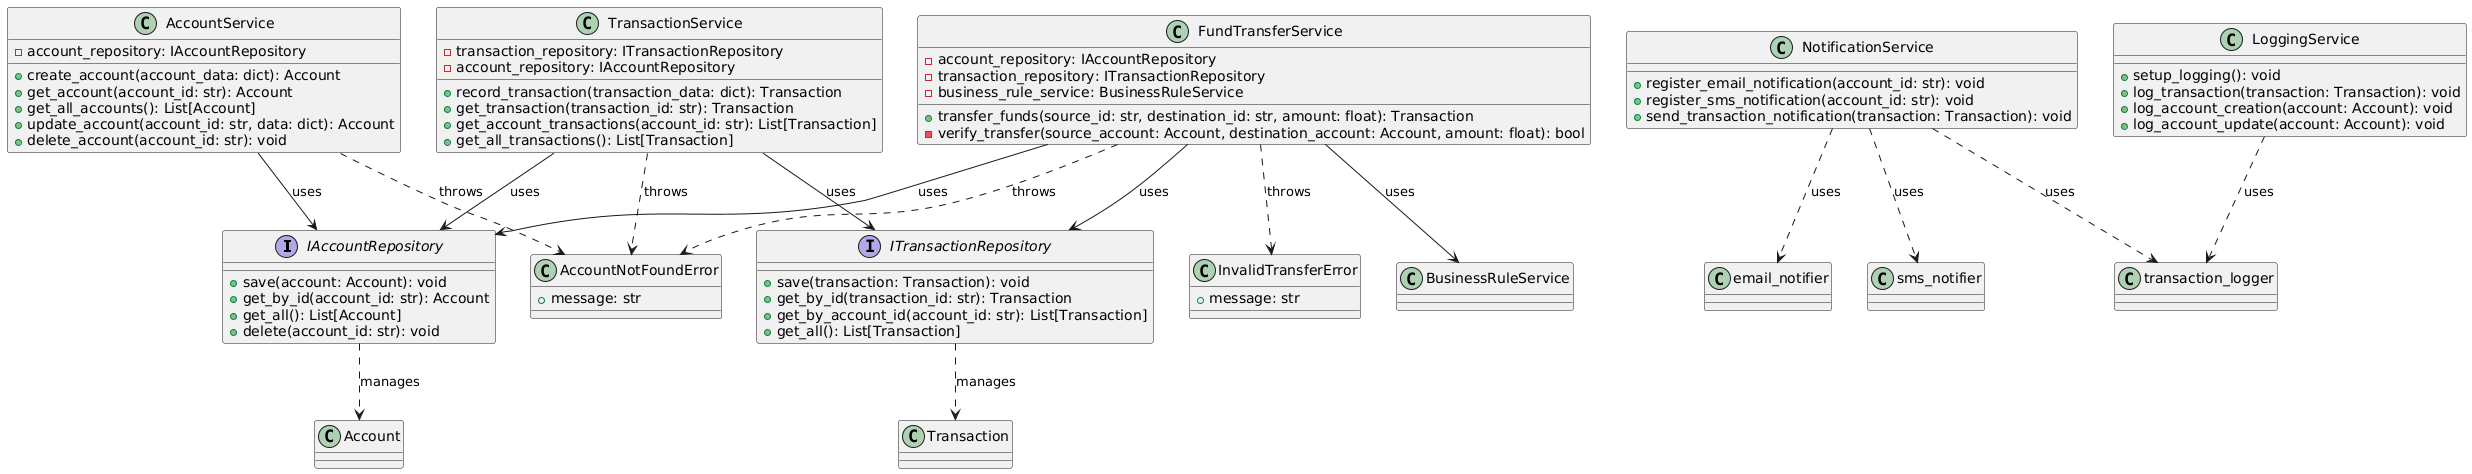 C AccountService
account_repository: IAccountRepository
create_account(account_data: dict): Account
get_account(account_id: str): Account
get_all_accounts(): List[Account]
update_account(account_id: str, data: dict): Account
delete_account(account_id: str): void
C TransactionService
transaction_repository: ITransactionRepository
account_repository: IAccountRepository
record_transaction(transaction_data: dict): Transaction
get_transaction(transaction_id: str): Transaction
get_account_transactions(account_id: str): List[Transaction]
get_all_transactions(): List[Transaction]
C FundTransferService
account_repository: IAccountRepository
transaction_repository: ITransactionRepository
business_rule_service: BusinessRuleService
transfer_funds(source_id: str, destination_id: str, amount: float): Transaction
verify_transfer(source_account: Account, destination_account: Account, amount: float): bool
C NotificationService
register_email_notification(account_id: str): void
register_sms_notification(account_id: str): void
send_transaction_notification(transaction: Transaction): void
C LoggingService
setup_logging(): void
log_transaction(transaction: Transaction): void
log_account_creation(account: Account): void
log_account_update(account: Account): void
uses
throws
uses
throws
uses
uses
throws
uses
throws
uses
uses
uses
uses
uses
I IAccountRepository
save(account: Account): void
get_by_id(account_id: str): Account
get_all(): List[Account]
delete(account_id: str): void
C AccountNotFoundError
message: str
I ITransactionRepository
save(transaction: Transaction): void
get_by_id(transaction_id: str): Transaction
get_by_account_id(account_id: str): List[Transaction]
get_all(): List[Transaction]
C InvalidTransferError
message: str
C BusinessRuleService
C email_notifier
C sms_notifier
C transaction_logger
manages
manages
C Account
C Transaction